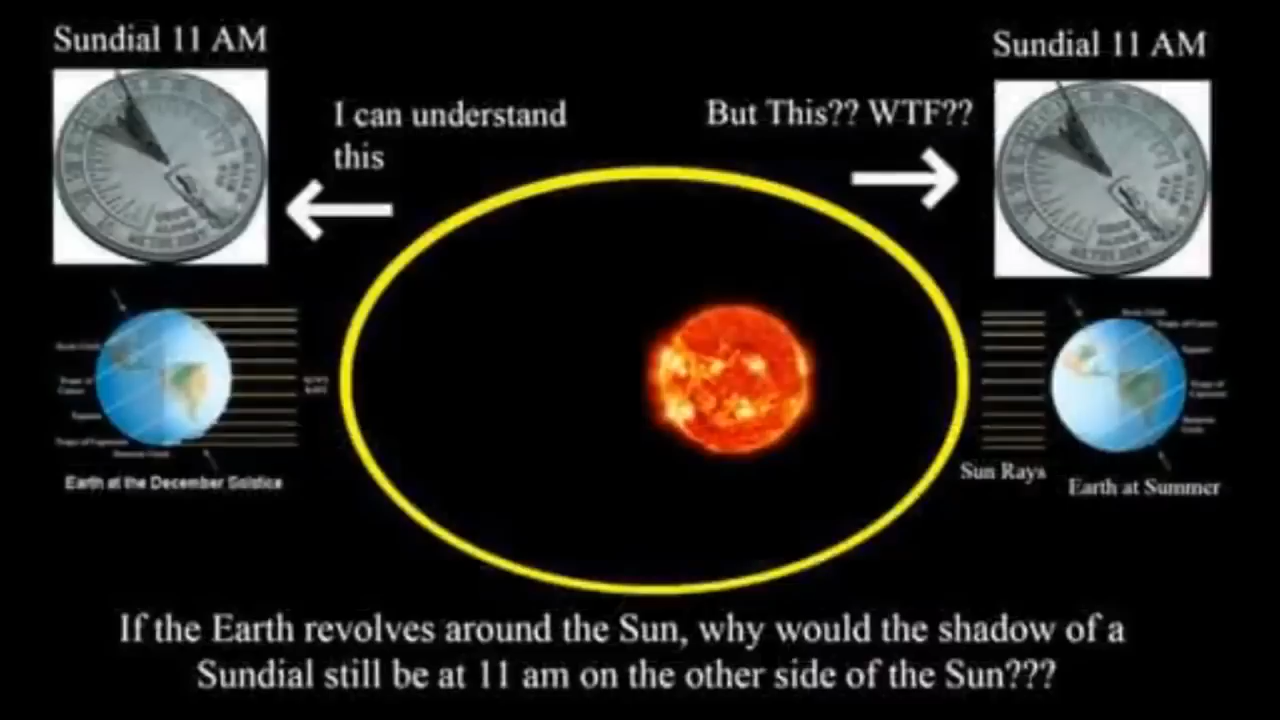 Sundial 11 AM
Sundial 11 AM
I can understand
this
But This?? WTF??
Earth at the December Solstice
Sun Rays
Earth at Summer
If the Earth revolves around the Sun, why would the shadow of a
Sundial still be at 11 am on the other side of the Sun???